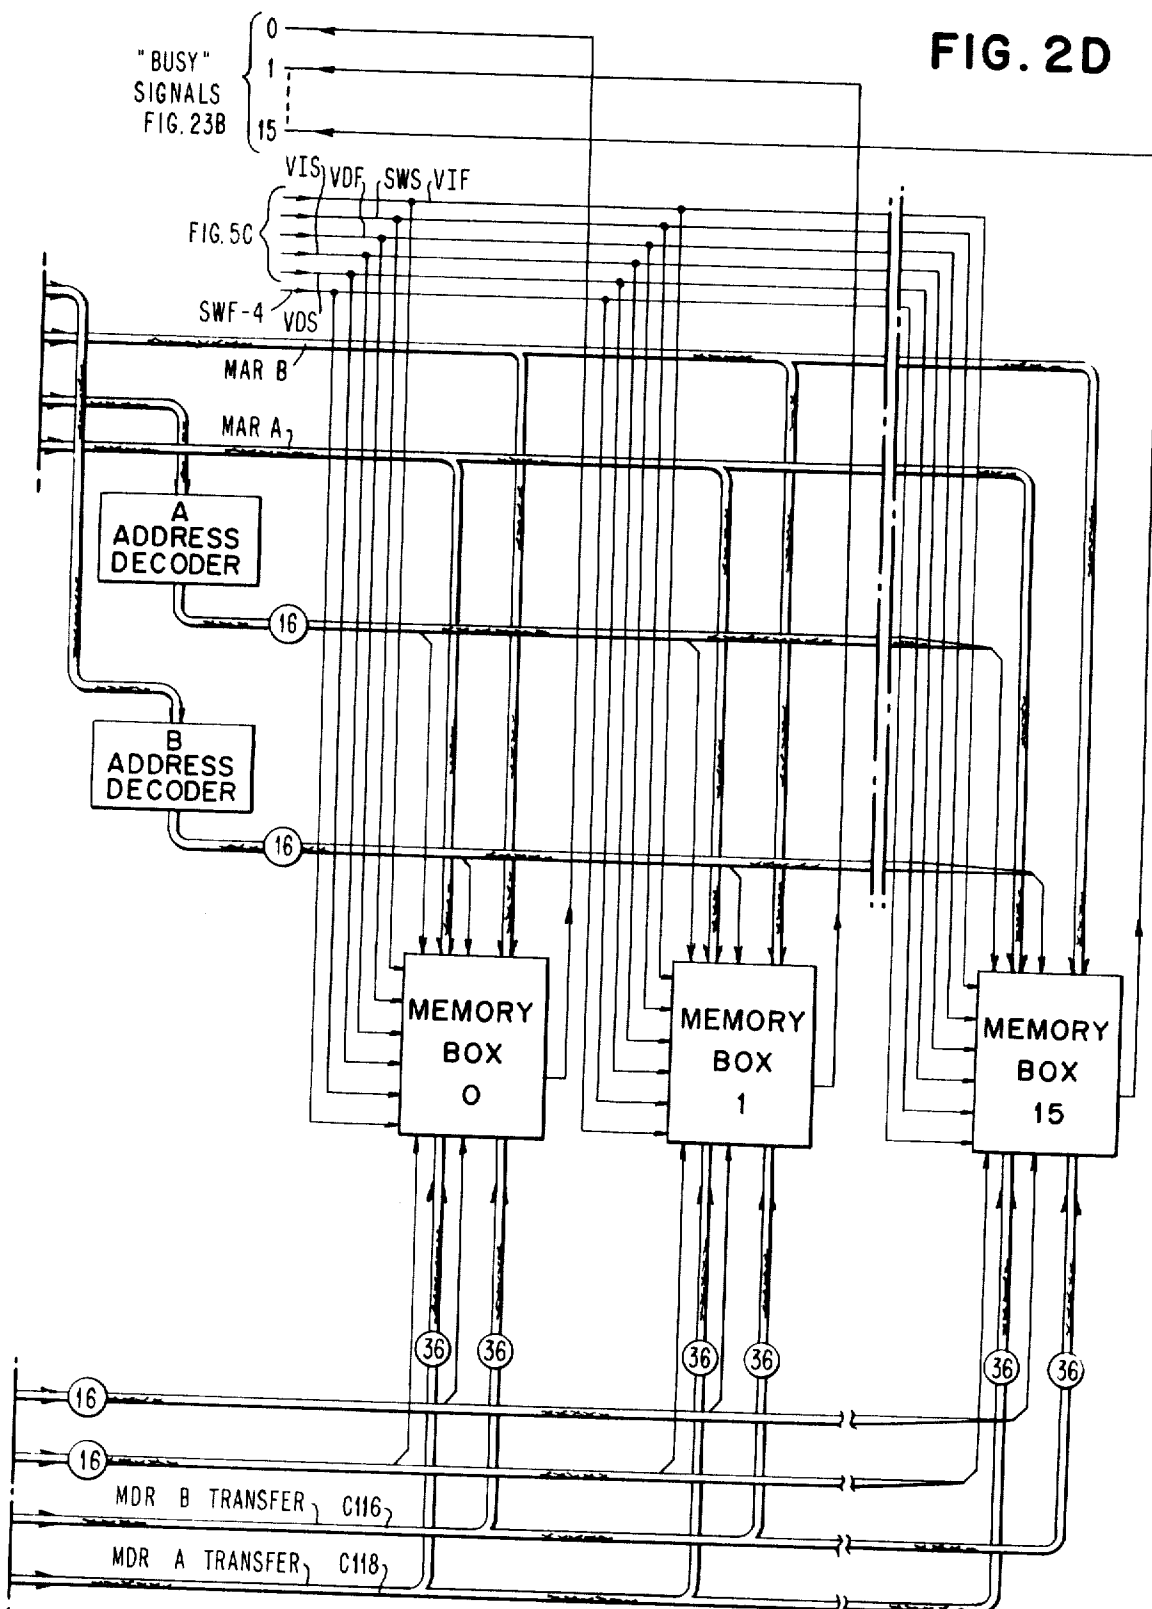 FIG. 2D
"BUSY"
SIGNALS
FIG. 23B
0
1
15
VIS VDF SWS VIF
FIG. 5C
SWF-4 VDS
MAR B
MAR A
A
ADDRESS
DECODER
16
B
ADDRESS
DECODER
16
MEMORY
BOX
0
MEMORY
BOX
1
MEMORY
BOX
15
36 36 36 36 36 36
16
16
MDR B TRANSFER C116
MDR A TRANSFER C118